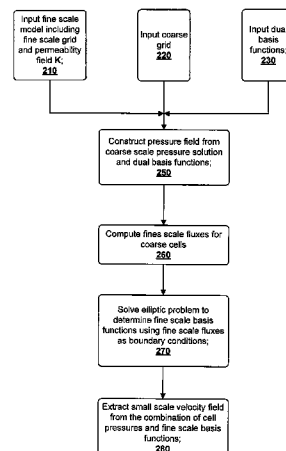 Input fine scale
model including
fine scale grid
and permeability
field K;
210
Input coarse
grid
220
Input dual
basis
functions;
230
Construct pressure field from
coarse scale pressure solution
and dual basis functions;
250
Compute fines scale fluxes for
coarse cells
260
Solve elliptic problem to
determine fine scale basis
functions using fine scale fluxes
as boundary conditions;
270
Extract small scale velocity field
from the combination of cell
pressures and fine scale basis
functions;
280